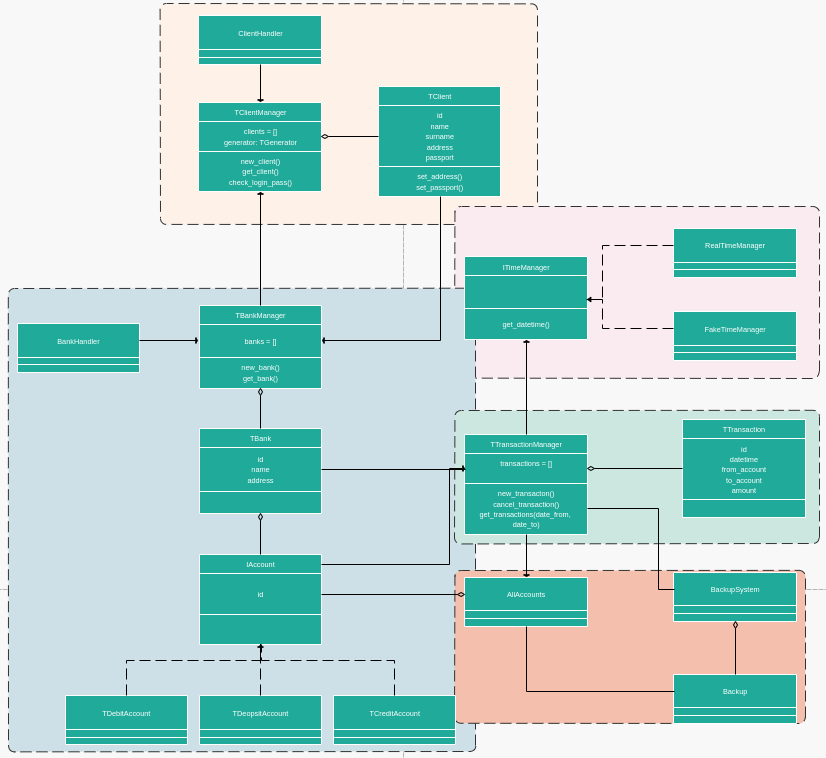 ClientHandler
TClientManager
clients = []
generator: TGenerator
new_client()
get_client()
check_login_pass()
TClient
id
name
surname
address
passport
set_address()
set_passport()
ITimeManager
get_datetime()
RealTimeManager
FakeTimeManager
BankHandler
TBankManager
banks = []
new_bank()
get_bank()
TBank
id
name
address
IAccount
id
TDebitAccount
TDeopsitAccount
TCreditAccount
TTransactionManager
transactions = []
new_transacton()
cancel_transaction()
get_transactions(date_from,
date_to)
TTransaction
id
datetime
from_account
to_account
amount
AllAccounts
BackupSystem
Backup